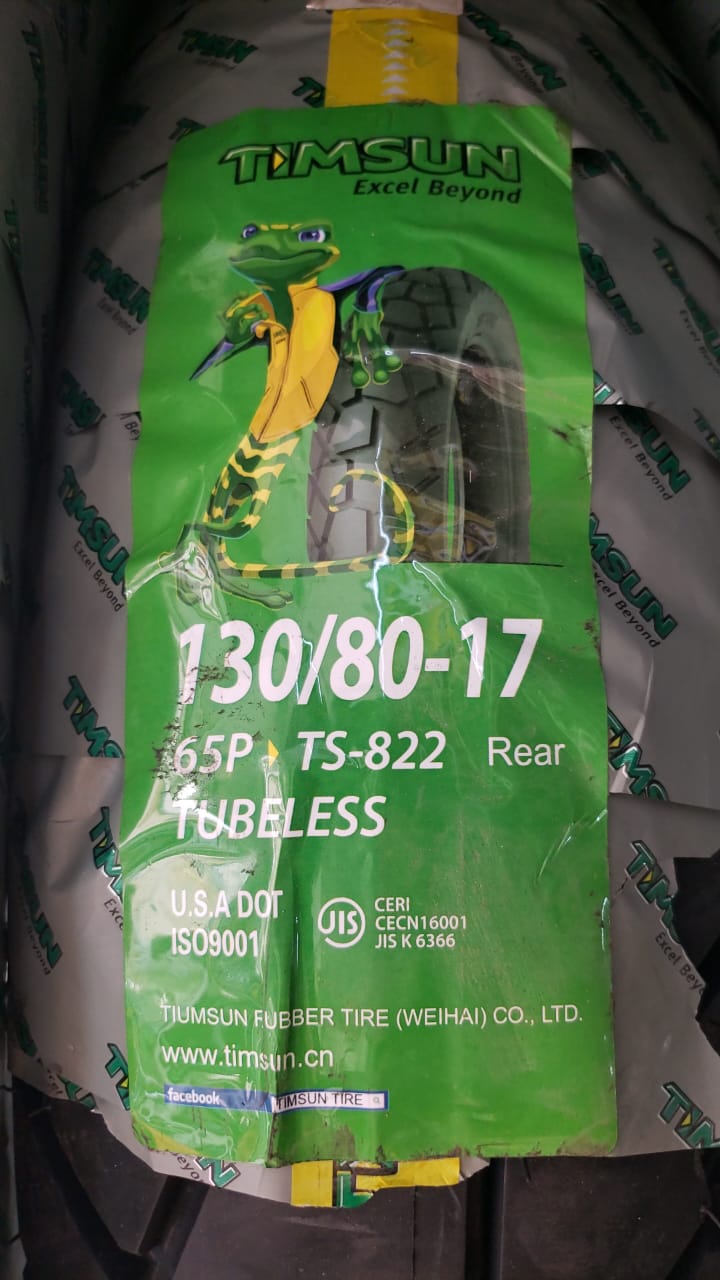 TIMSUN
Excel Beyond
130/80-17
65P TS-822 Rear
TUBELESS
U.S.A DOT
ISO9001
JIS
CERI
CECN16001
JIS K 6366
TIUMSUN RUBBER TIRE (WEIHAI) CO., LTD.
www.timsun.cn
facebook TIMSUN TIRE